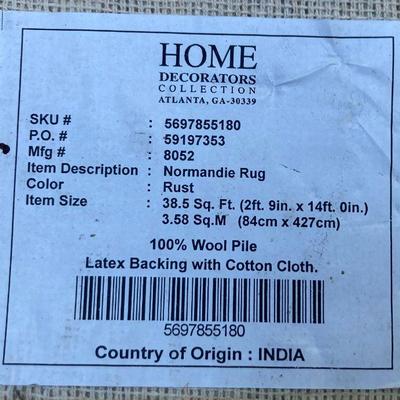 HOME
DECORATORS
COLLECTION
ATLANTA, GA-30339
SKU # : 5697855180
P.O. # : 59197353
Mfg # : 8052
Item Description : Normandie Rug
Color : Rust
Item Size : 38.5 Sq. Ft. (2ft. 9in. x 14ft. 0in.)
3.58 Sq.M (84cm x 427cm)
100% Wool Pile
Latex Backing with Cotton Cloth.
5697855180
Country of Origin : INDIA